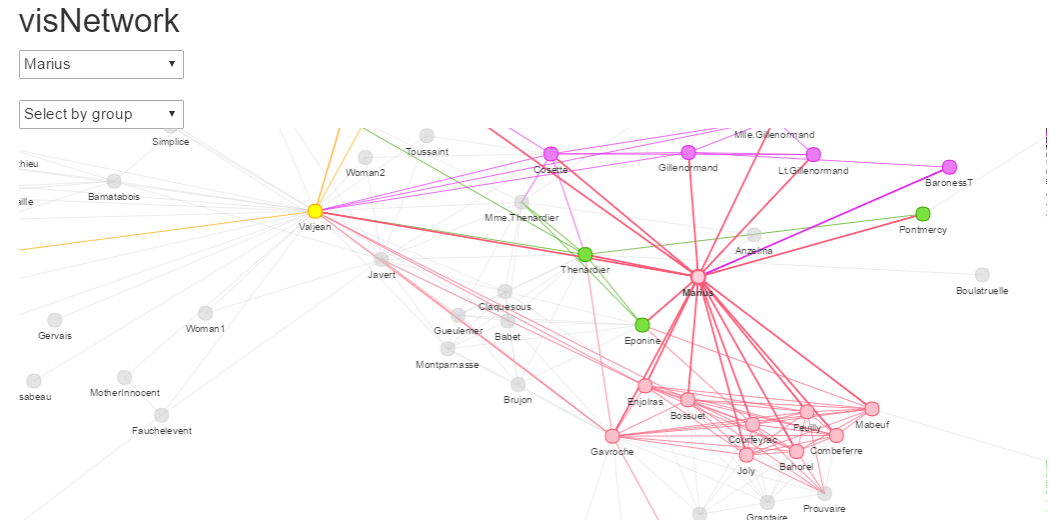 visNetwork
Marius
Select by group
Mlle.Gillenormand
Simplice
Toussaint
Woman2
Cosette
Gillenormand
Lt.Gillenormand
BaronessT
Bamatabois
Mme.Thenardier
Valjean
Pontmercy
Anzelma
Javert
Thenardier
Marius
Boulatruelle
Claquesous
Gervais
Woman1
Gueulemer
Babet
Eponine
Montparnasse
MotherInnocent
Brujon
Enjolras
Bossuet
Mabeuf
Fauchelevent
Feuilly
Courfeyrac
Gavroche
Combeferre
Joly
Bahorel
Prouvaire
Grantaire